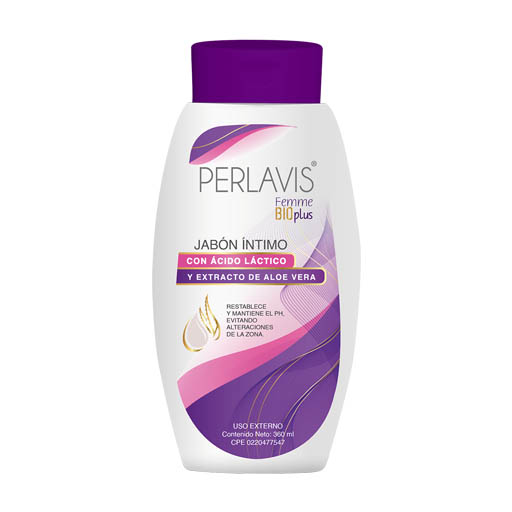 PERLAVIS®
Femme
BIOplus
JABÓN ÍNTIMO
CON ÁCIDO LÁCTICO
Y EXTRACTO DE ALOE VERA
RESTABLECE
Y MANTIENE EL PH,
EVITANDO
ALTERACIONES
DE LA ZONA.
USO EXTERNO
Contenido Neto: 360 ml
CPE 0220477547